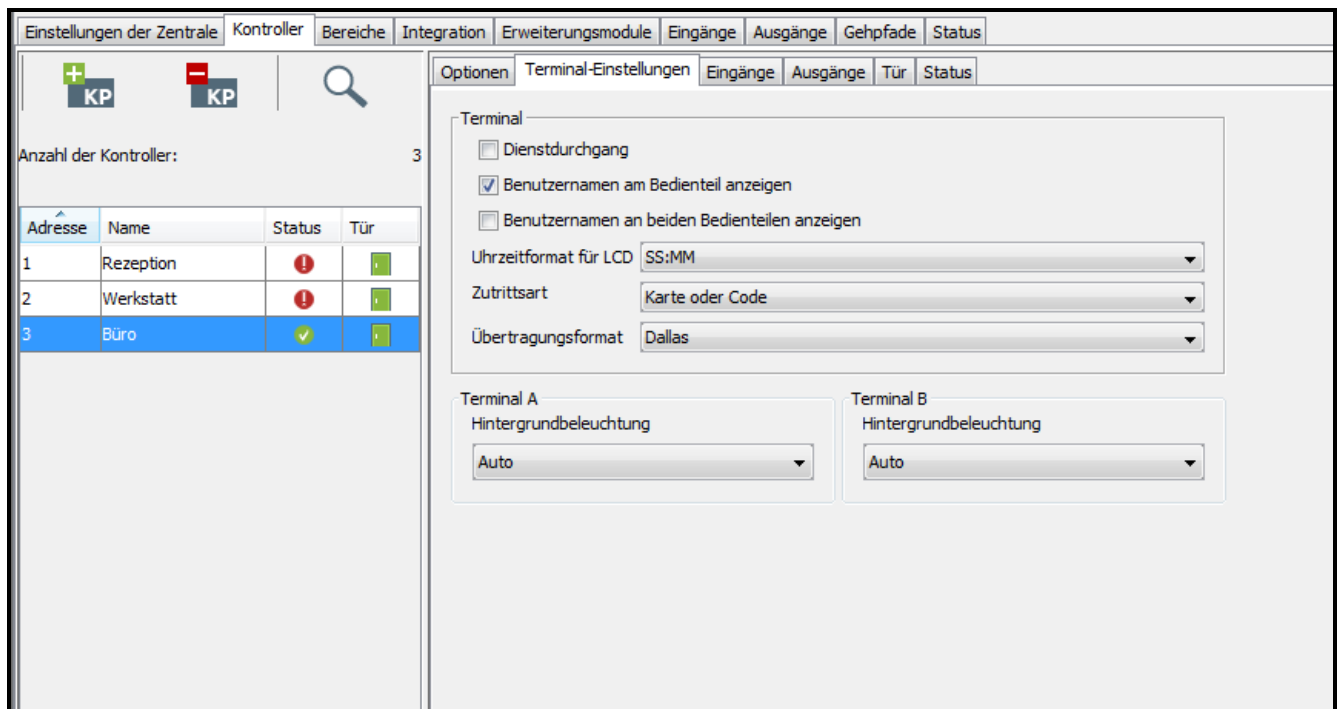 Einstellungen der Zentrale Kontroller Bereiche Integration Erweiterungsmodule Eingänge Ausgänge Gehpfade Status
KP KP
Anzahl der Kontroller: 3
Adresse Name Status Tür
1 Rezeption
2 Werkstatt
3 Büro
Optionen Terminal-Einstellungen Eingänge Ausgänge Tür Status
Terminal
Dienstdurchgang
Benutzernamen am Bedienteil anzeigen
Benutzernamen an beiden Bedienteilen anzeigen
Uhrzeitformat für LCD SS:MM
Zutrittsart Karte oder Code
Übertragungsformat Dallas
Terminal A
Hintergrundbeleuchtung
Auto
Terminal B
Hintergrundbeleuchtung
Auto